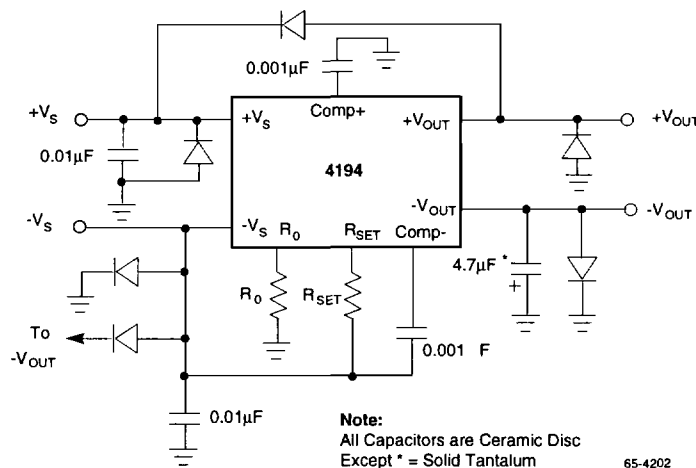 0.001µF
Comp+
+VS
+VS
+VOUT
+VOUT
0.01µF
4194
-VS
-VS
R0
RSET
Comp-
-VOUT
-VOUT
4.7µF *
+
R0
RSET
To
-VOUT
0.001 F
0.01µF
Note:
All Capacitors are Ceramic Disc
Except * = Solid Tantalum
65-4202